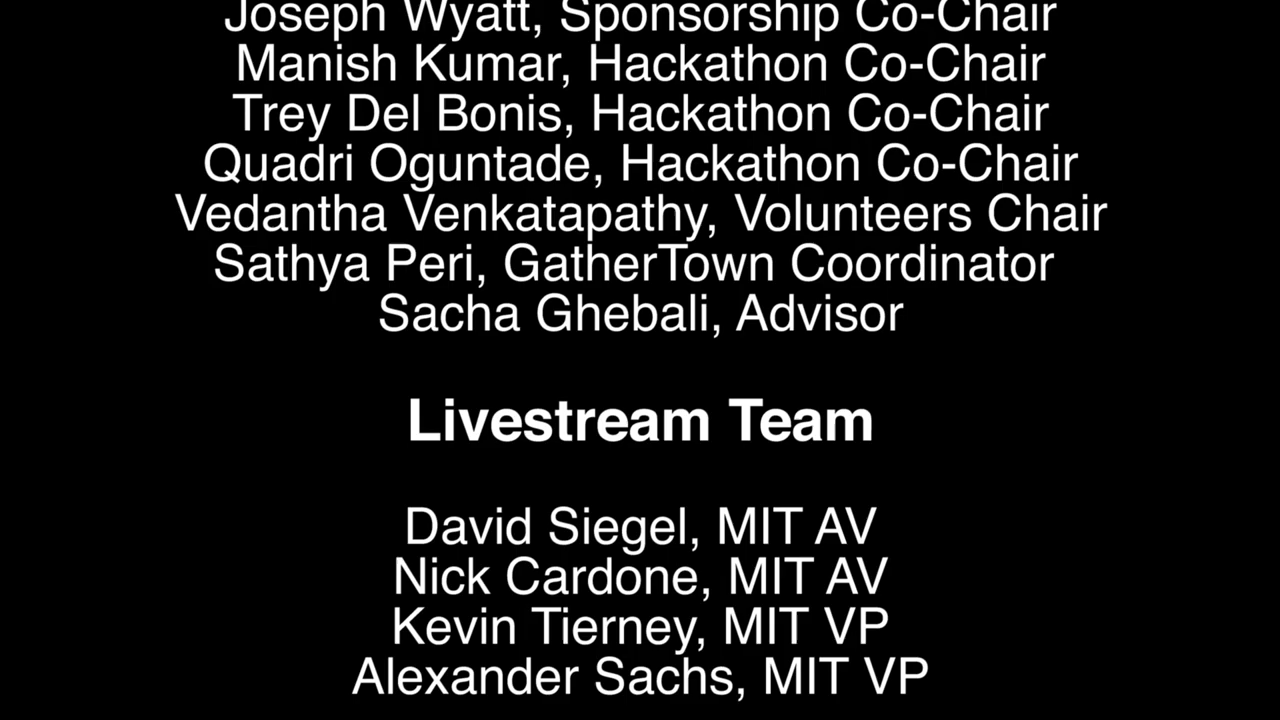 Joseph Wyatt, Sponsorship Co-Chair
Manish Kumar, Hackathon Co-Chair
Trey Del Bonis, Hackathon Co-Chair
Quadri Oguntade, Hackathon Co-Chair
Vedantha Venkatapathy, Volunteers Chair
Sathya Peri, GatherTown Coordinator
Sacha Ghebali, Advisor
Livestream Team
David Siegel, MIT AV
Nick Cardone, MIT AV
Kevin Tierney, MIT VP
Alexander Sachs, MIT VP